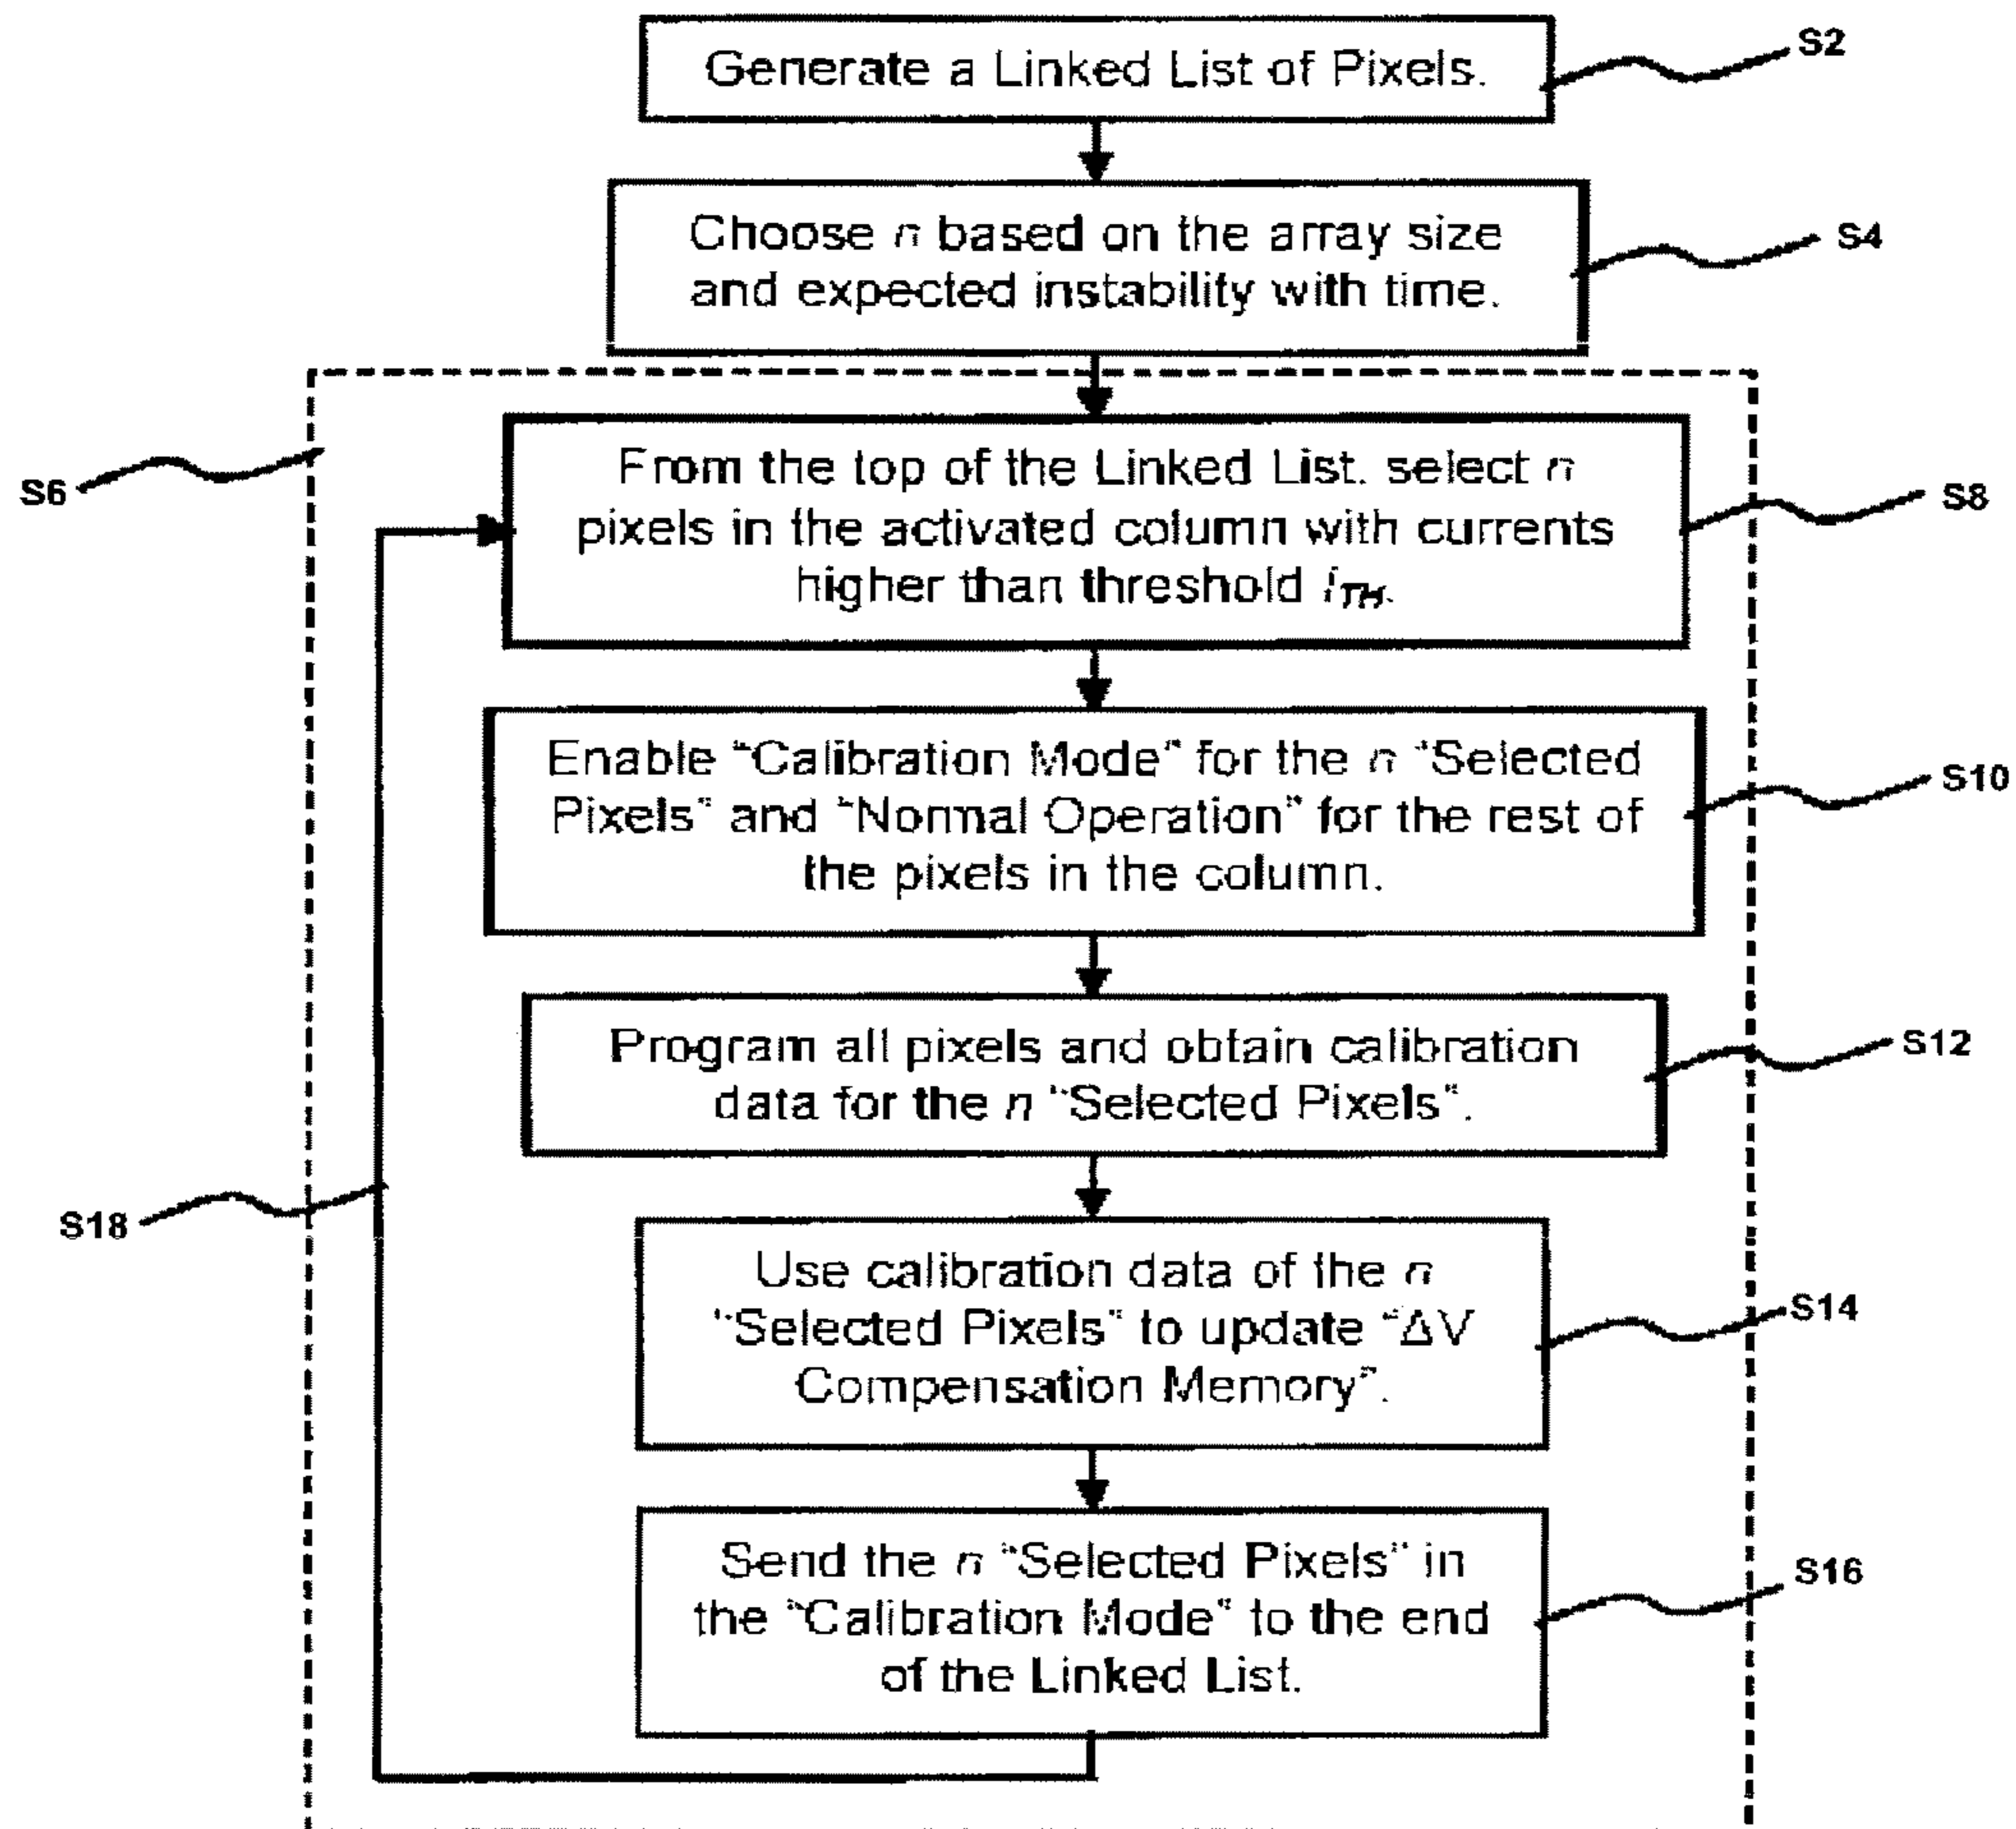 Generate a Linked List of Pixels.
S2
Choose n based on the array size
and expected instability with time.
S4
S6
From the top of the Linked List. select n
pixels in the activated column with currents
higher than threshold I_TH.
S8
Enable "Calibration Mode" for the n "Selected
Pixels" and "Normal Operation" for the rest of
the pixels in the column.
S10
Program all pixels and obtain calibration
data for the n "Selected Pixels".
S12
S18
Use calibration data of the n
"Selected Pixels" to update "ΔV
Compensation Memory".
S14
Send the n "Selected Pixels" in
the "Calibration Mode" to the end
of the Linked List.
S16